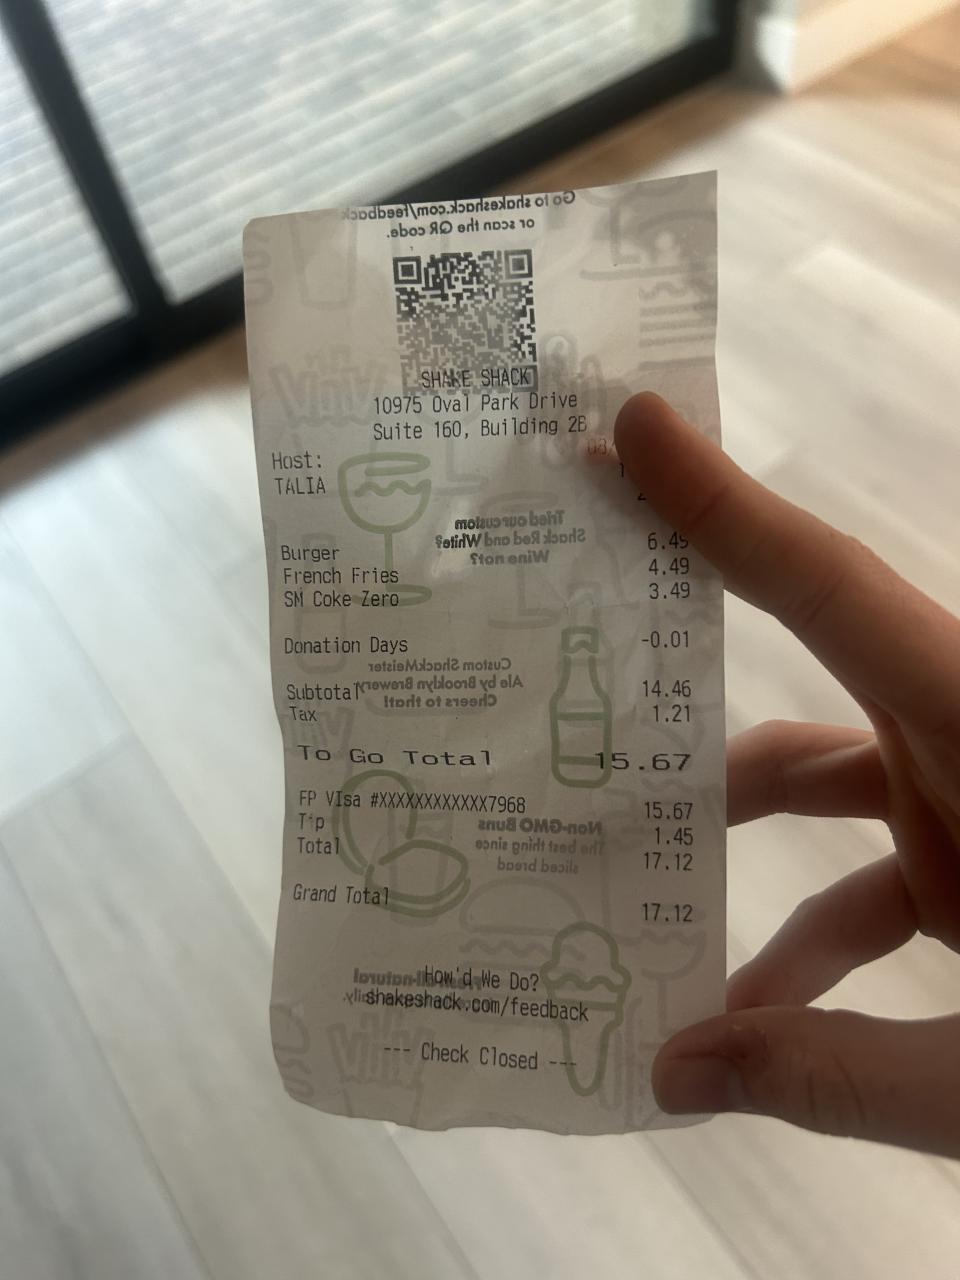 Go to shakeshack.com/feedback
or scan the QR code.
SHAKE SHACK
10975 Oval Park Drive
Suite 160, Building 2B
Host:
TALIA
Tried our custom
Shack Red and White?
Wine not?
Burger 6.49
French Fries 4.49
SM Coke Zero 3.49
Donation Days -0.01
Custom ShackMeister
Ale by Brooklyn Brewery
Cheers to that!
Subtotal 14.46
Tax 1.21
To Go Total 15.67
FP VIsa #XXXXXXXXXXXX7968 15.67
Tip 1.45
Total 17.12
Non-GMO Buns
The best thing since
sliced bread
Grand Total
17.12
How'd We Do?
shakeshack.com/feedback
--- Check Closed ---